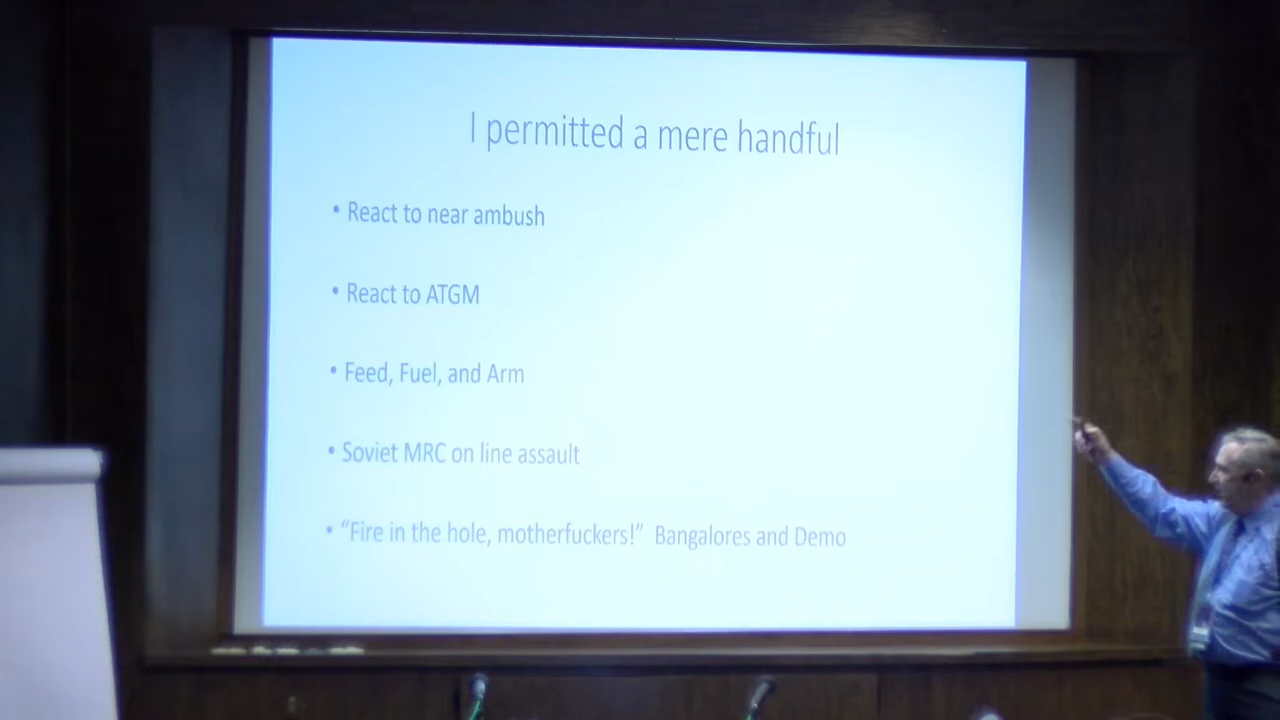 I permitted a mere handful
• React to near ambush
• React to ATGM
• Feed, Fuel, and Arm
• Soviet MRC on line assault
• “Fire in the hole, motherfuckers!” Bangalores and Demo